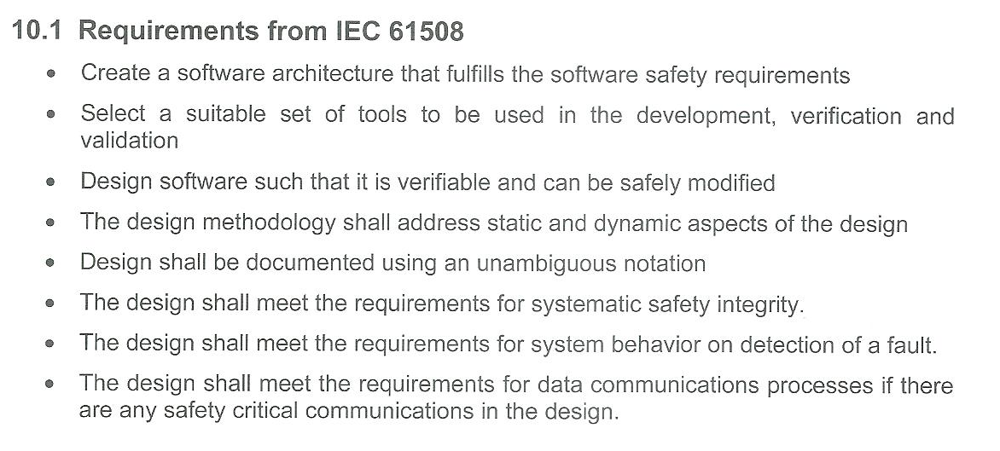 10.1 Requirements from IEC 61508
• Create a software architecture that fulfills the software safety requirements
• Select a suitable set of tools to be used in the development, verification and
validation
• Design software such that it is verifiable and can be safely modified
• The design methodology shall address static and dynamic aspects of the design
• Design shall be documented using an unambiguous notation
• The design shall meet the requirements for systematic safety integrity.
• The design shall meet the requirements for system behavior on detection of a fault.
• The design shall meet the requirements for data communications processes if there
are any safety critical communications in the design.